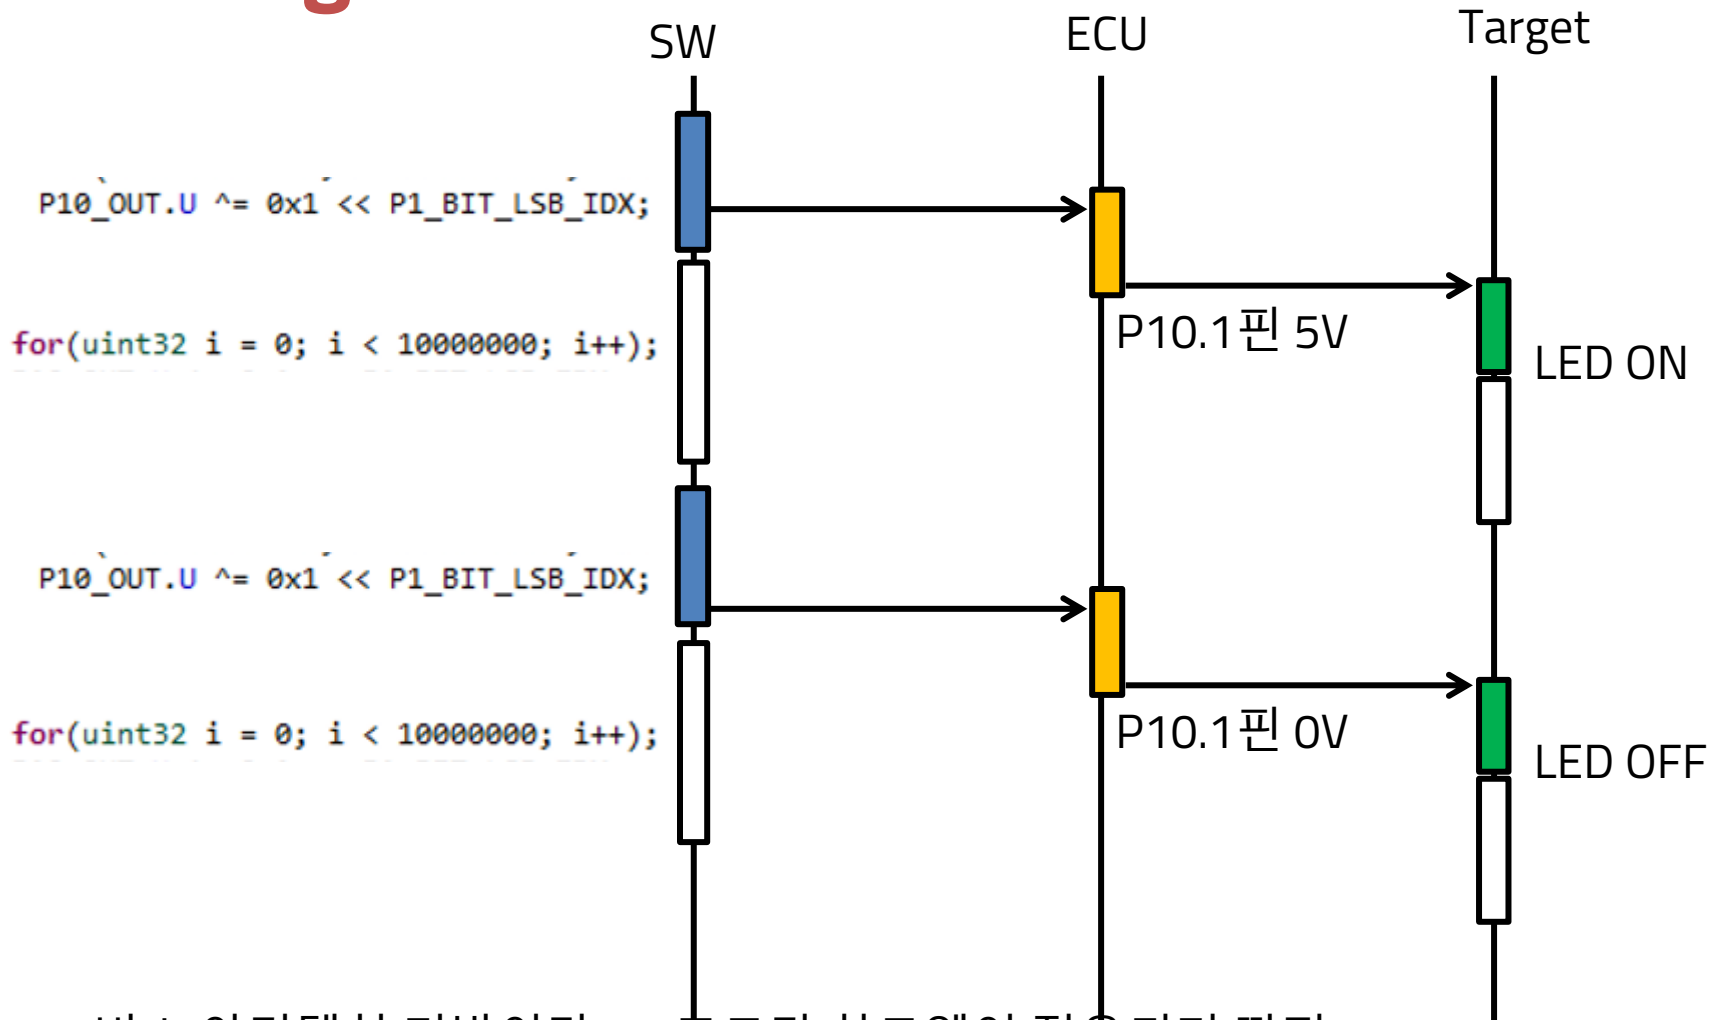 SW
ECU
Target
P10_OUT.U ^= 0x1 << P1_BIT_LSB_IDX;
P10.1핀 5V
for(uint32 i = 0; i < 10000000; i++);
LED ON
P10_OUT.U ^= 0x1 << P1_BIT_LSB_IDX;
P10.1핀 0V
for(uint32 i = 0; i < 10000000; i++);
LED OFF